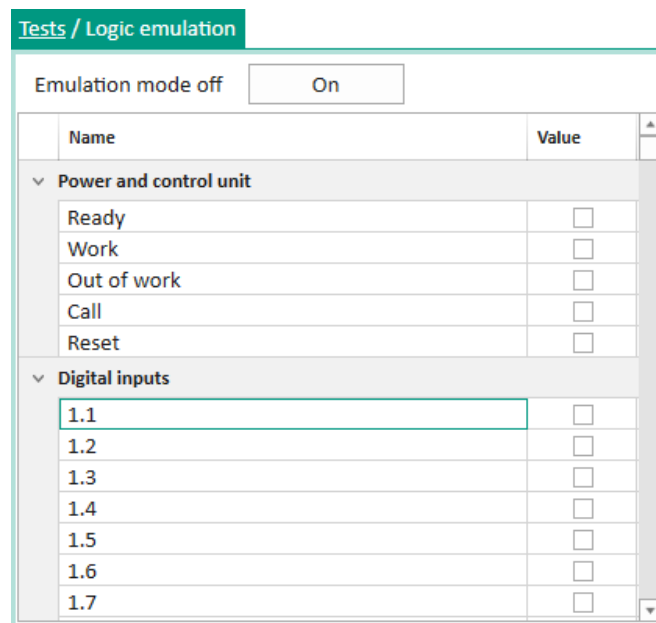 Tests / Logic emulation
Emulation mode off On
Name Value
Power and control unit
Ready
Work
Out of work
Call
Reset
Digital inputs
1.1
1.2
1.3
1.4
1.5
1.6
1.7